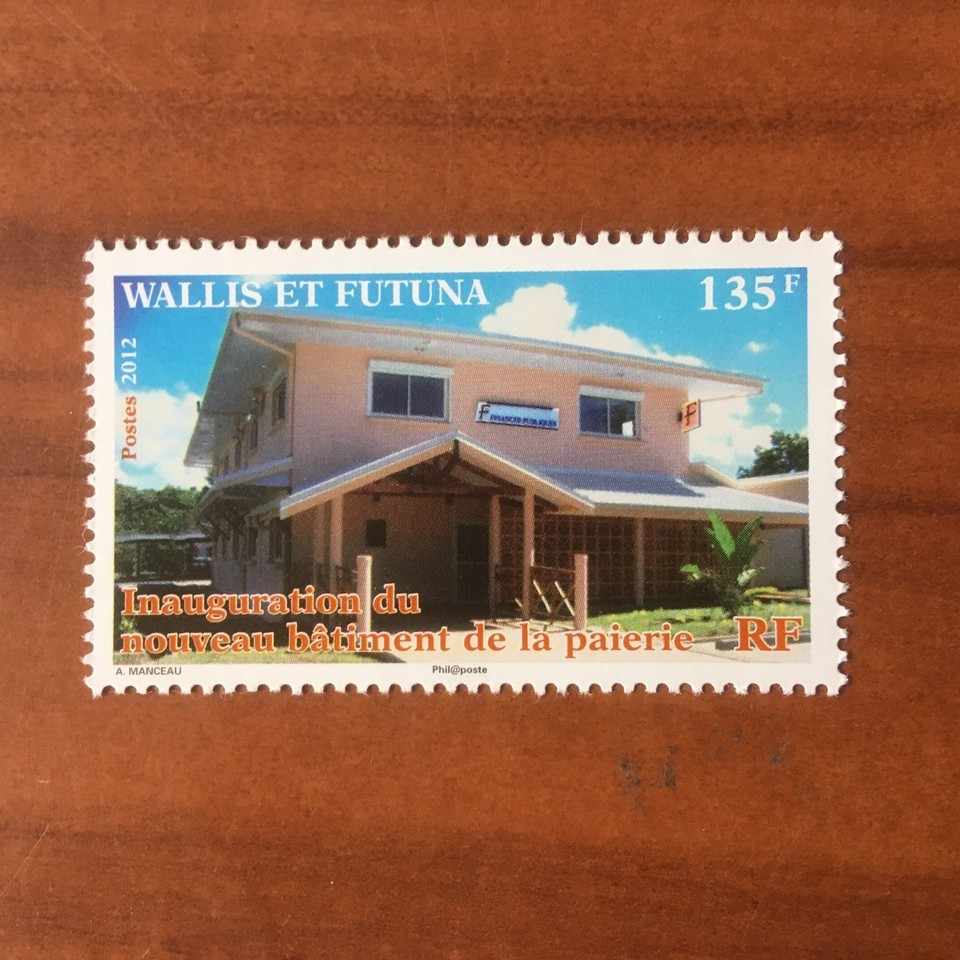 WALLIS ET FUTUNA
135F
Postes 2012
FINANCES PUBLIQUES
F
Inauguration du
nouveau bâtiment de la paierie
RF
A. MANCEAU
Phil@poste